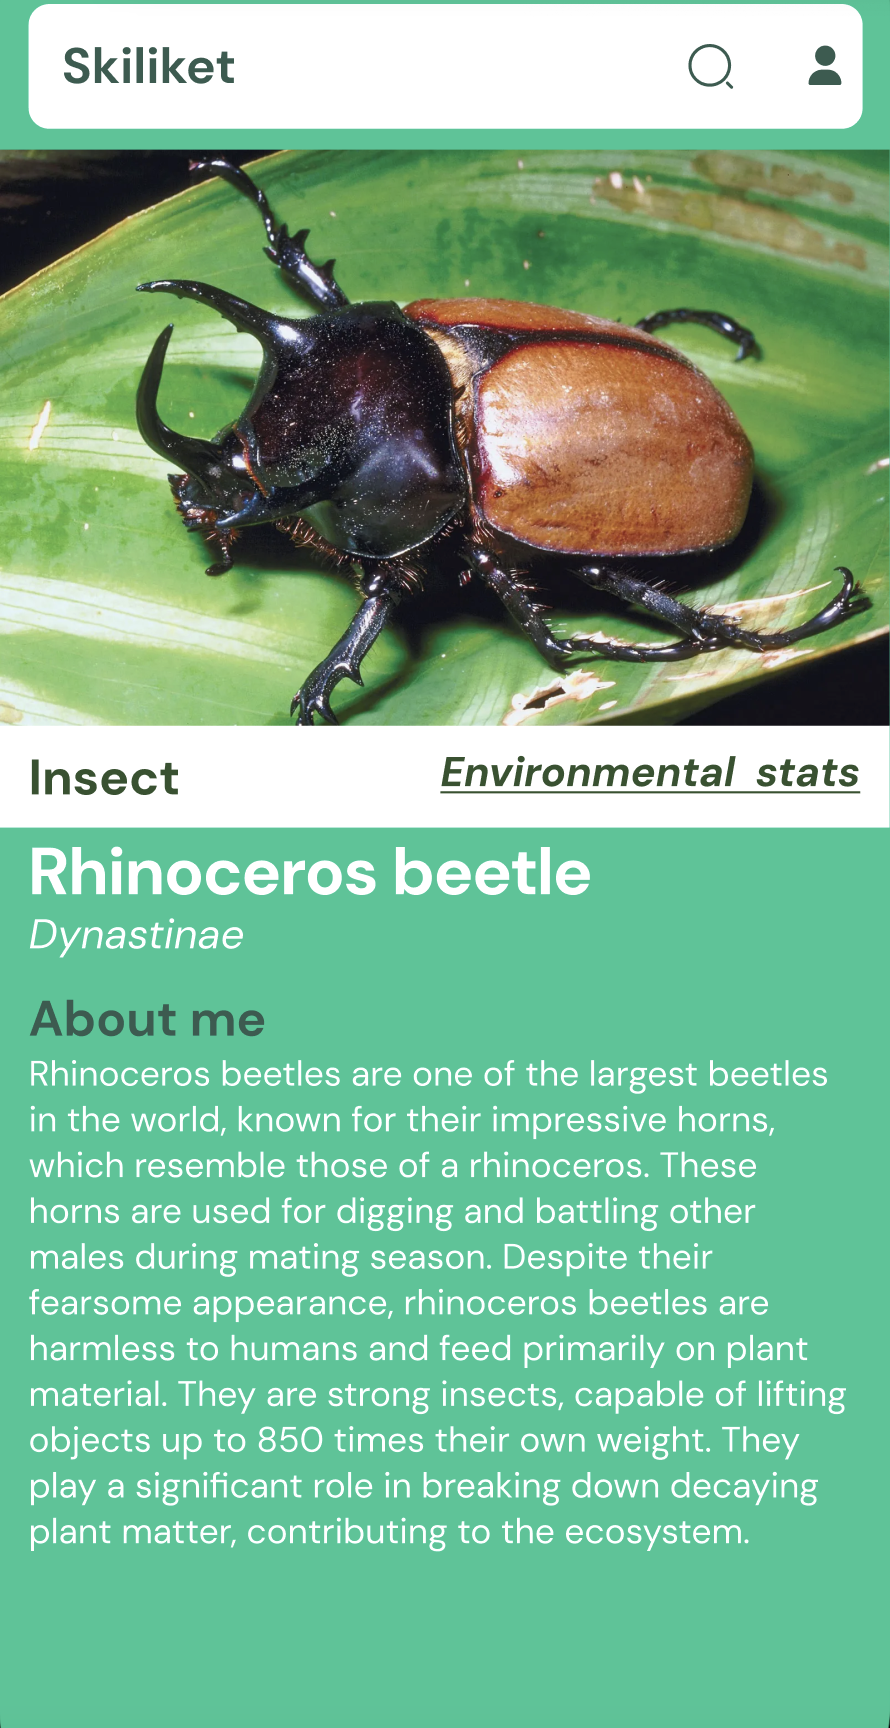 Skiliket
Insect
Environmental stats
Rhinoceros beetle
Dynastinae
About me
Rhinoceros beetles are one of the largest beetles
in the world, known for their impressive horns,
which resemble those of a rhinoceros. These
horns are used for digging and battling other
males during mating season. Despite their
fearsome appearance, rhinoceros beetles are
harmless to humans and feed primarily on plant
material. They are strong insects, capable of lifting
objects up to 850 times their own weight. They
play a significant role in breaking down decaying
plant matter, contributing to the ecosystem.